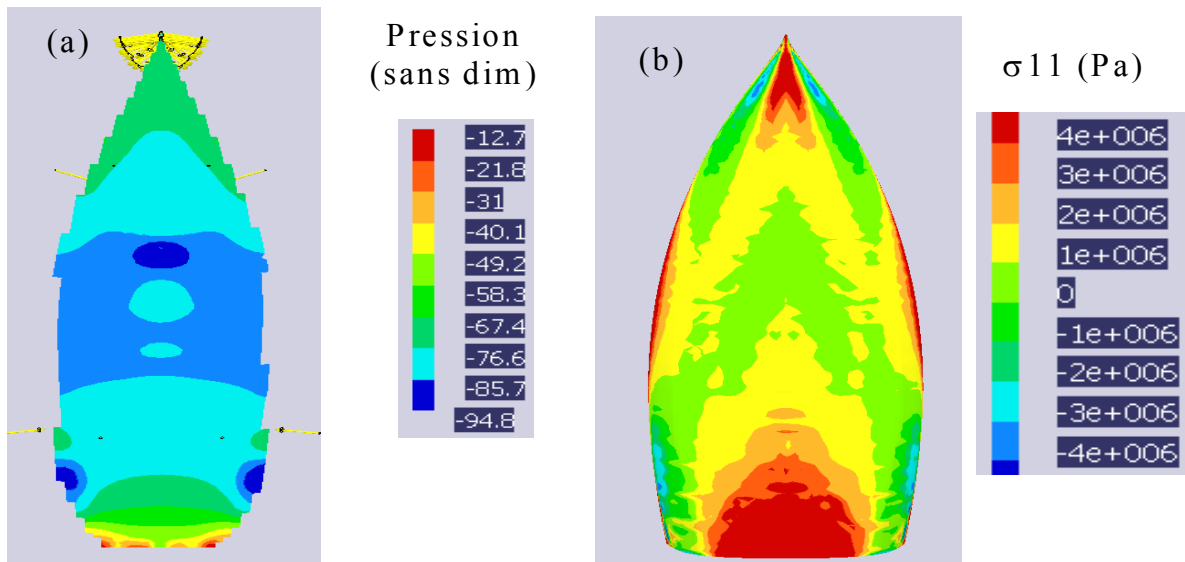 (a)
Pression
(sans dim)
-12.7
-21.8
-31
-40.1
-49.2
-58.3
-67.4
-76.6
-85.7
-94.8
(b)
σ11 (Pa)
4e+006
3e+006
2e+006
1e+006
0
-1e+006
-2e+006
-3e+006
-4e+006